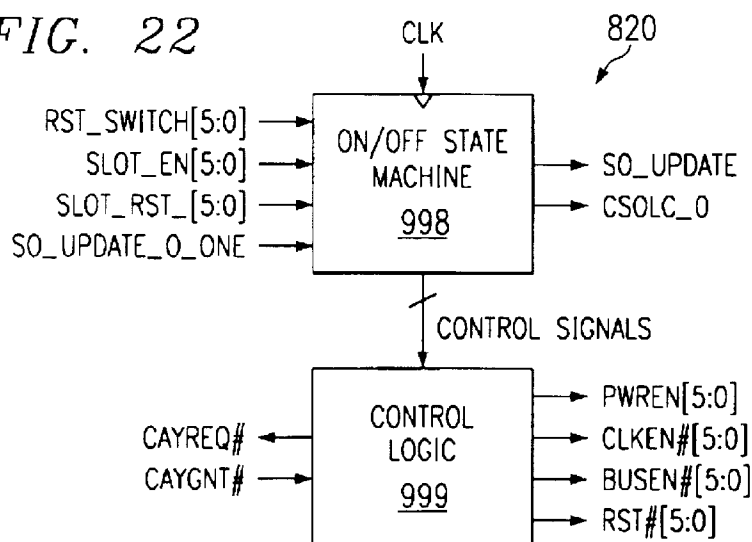 FIG. 22
CLK
820
RST_SWITCH[5:0]
SLOT_EN[5:0]
SLOT_RST_[5:0]
SO_UPDATE_0_ONE
ON/OFF STATE
MACHINE
998
SO_UPDATE
CSOLC_0
CONTROL SIGNALS
CAYREQ#
CAYGNT#
CONTROL
LOGIC
999
PWREN[5:0]
CLKEN#[5:0]
BUSEN#[5:0]
RST#[5:0]